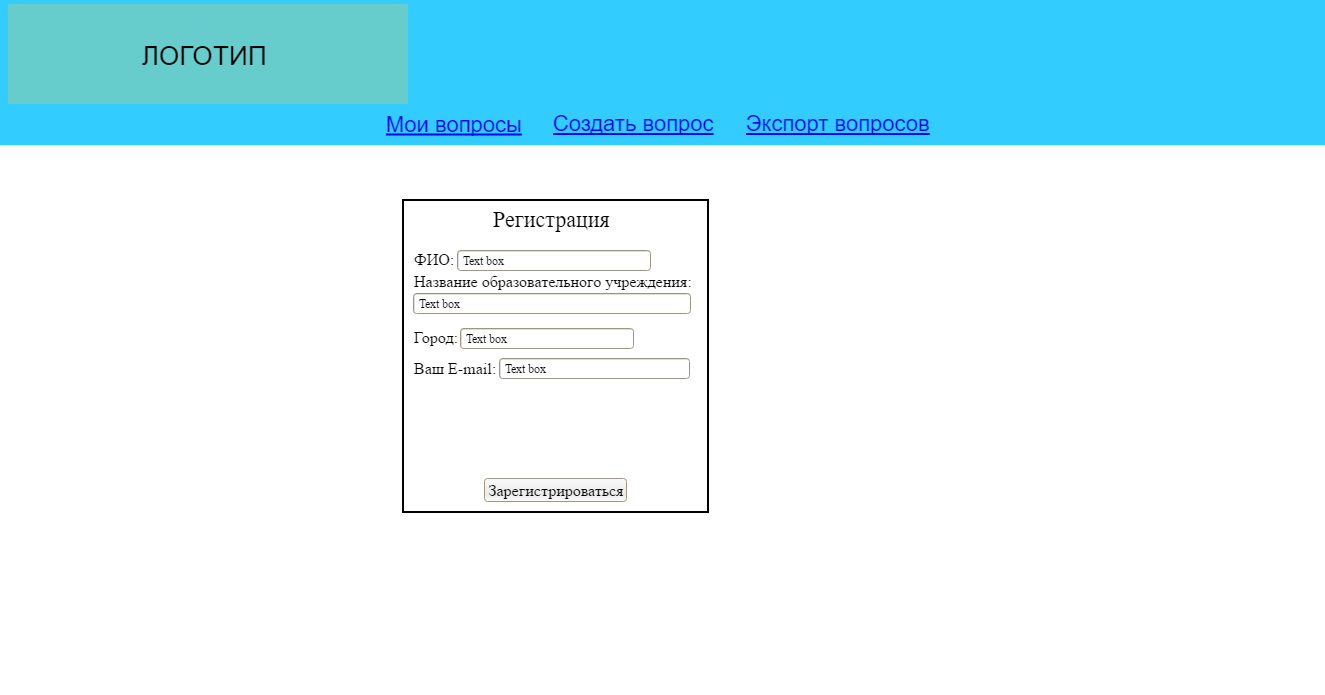 ЛОГОТИП
Мои вопросы Создать вопрос Экспорт вопросов
Регистрация
ФИО: Text box
Название образовательного учреждения:
Text box
Город: Text box
Ваш E-mail: Text box
Зарегистрироваться